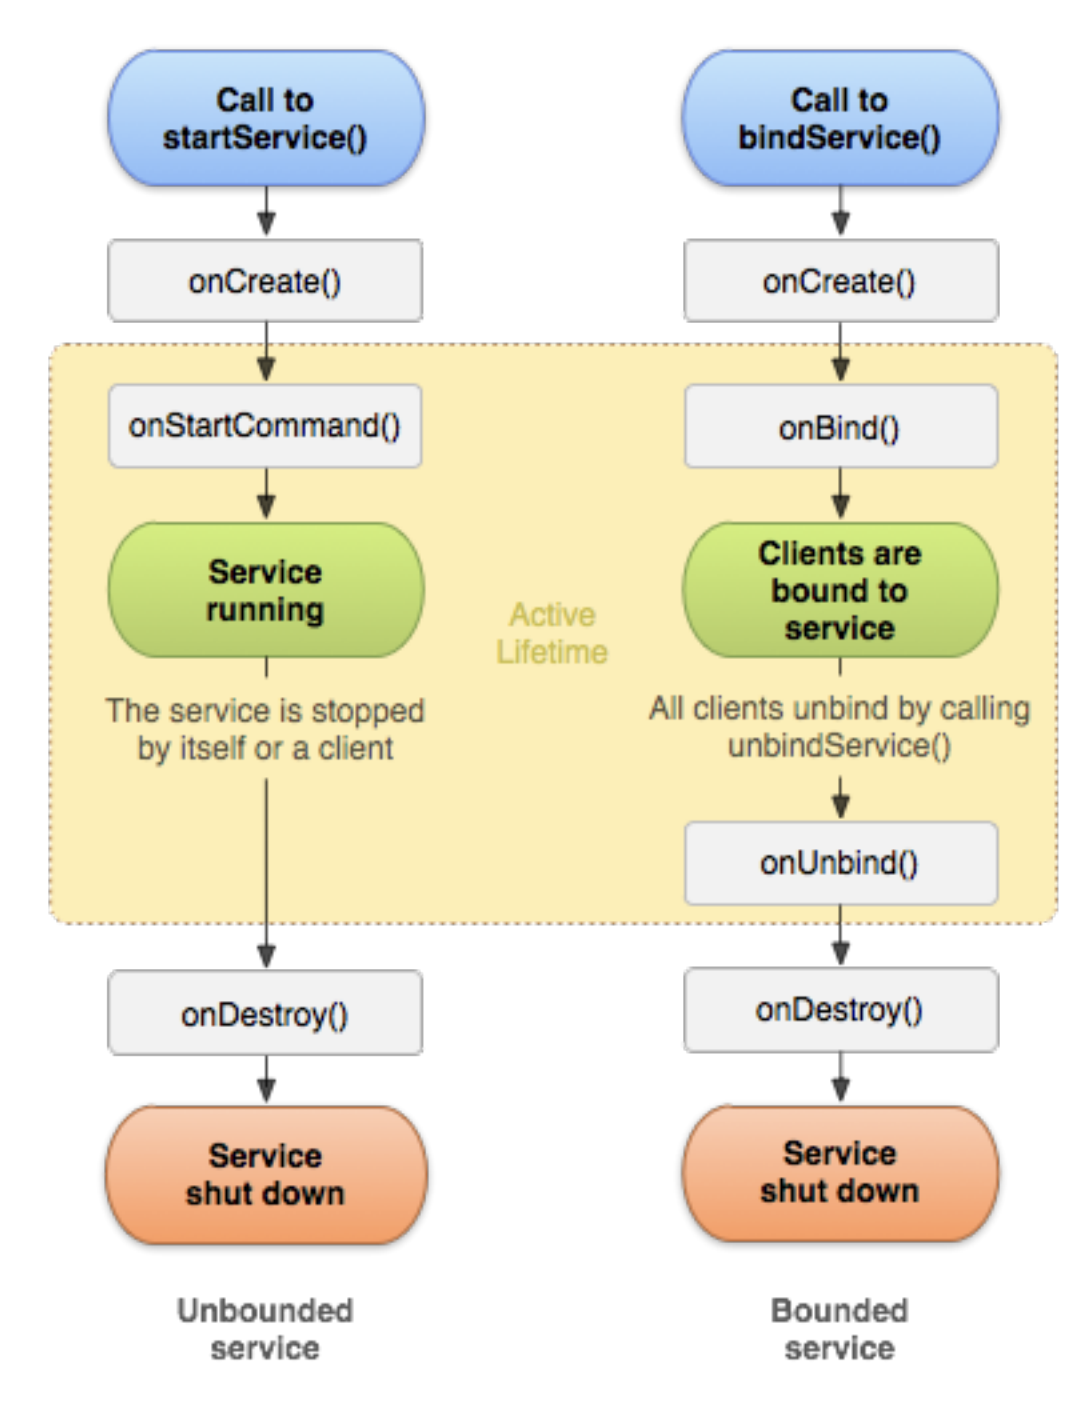 Call to
startService()
onCreate()
onStartCommand()
Service
running
The service is stopped
by itself or a client
onDestroy()
Service
shut down
Unbounded
service
Active
Lifetime
Call to
bindService()
onCreate()
onBind()
Clients are
bound to
service
All clients unbind by calling
unbindService()
onUnbind()
onDestroy()
Service
shut down
Bounded
service